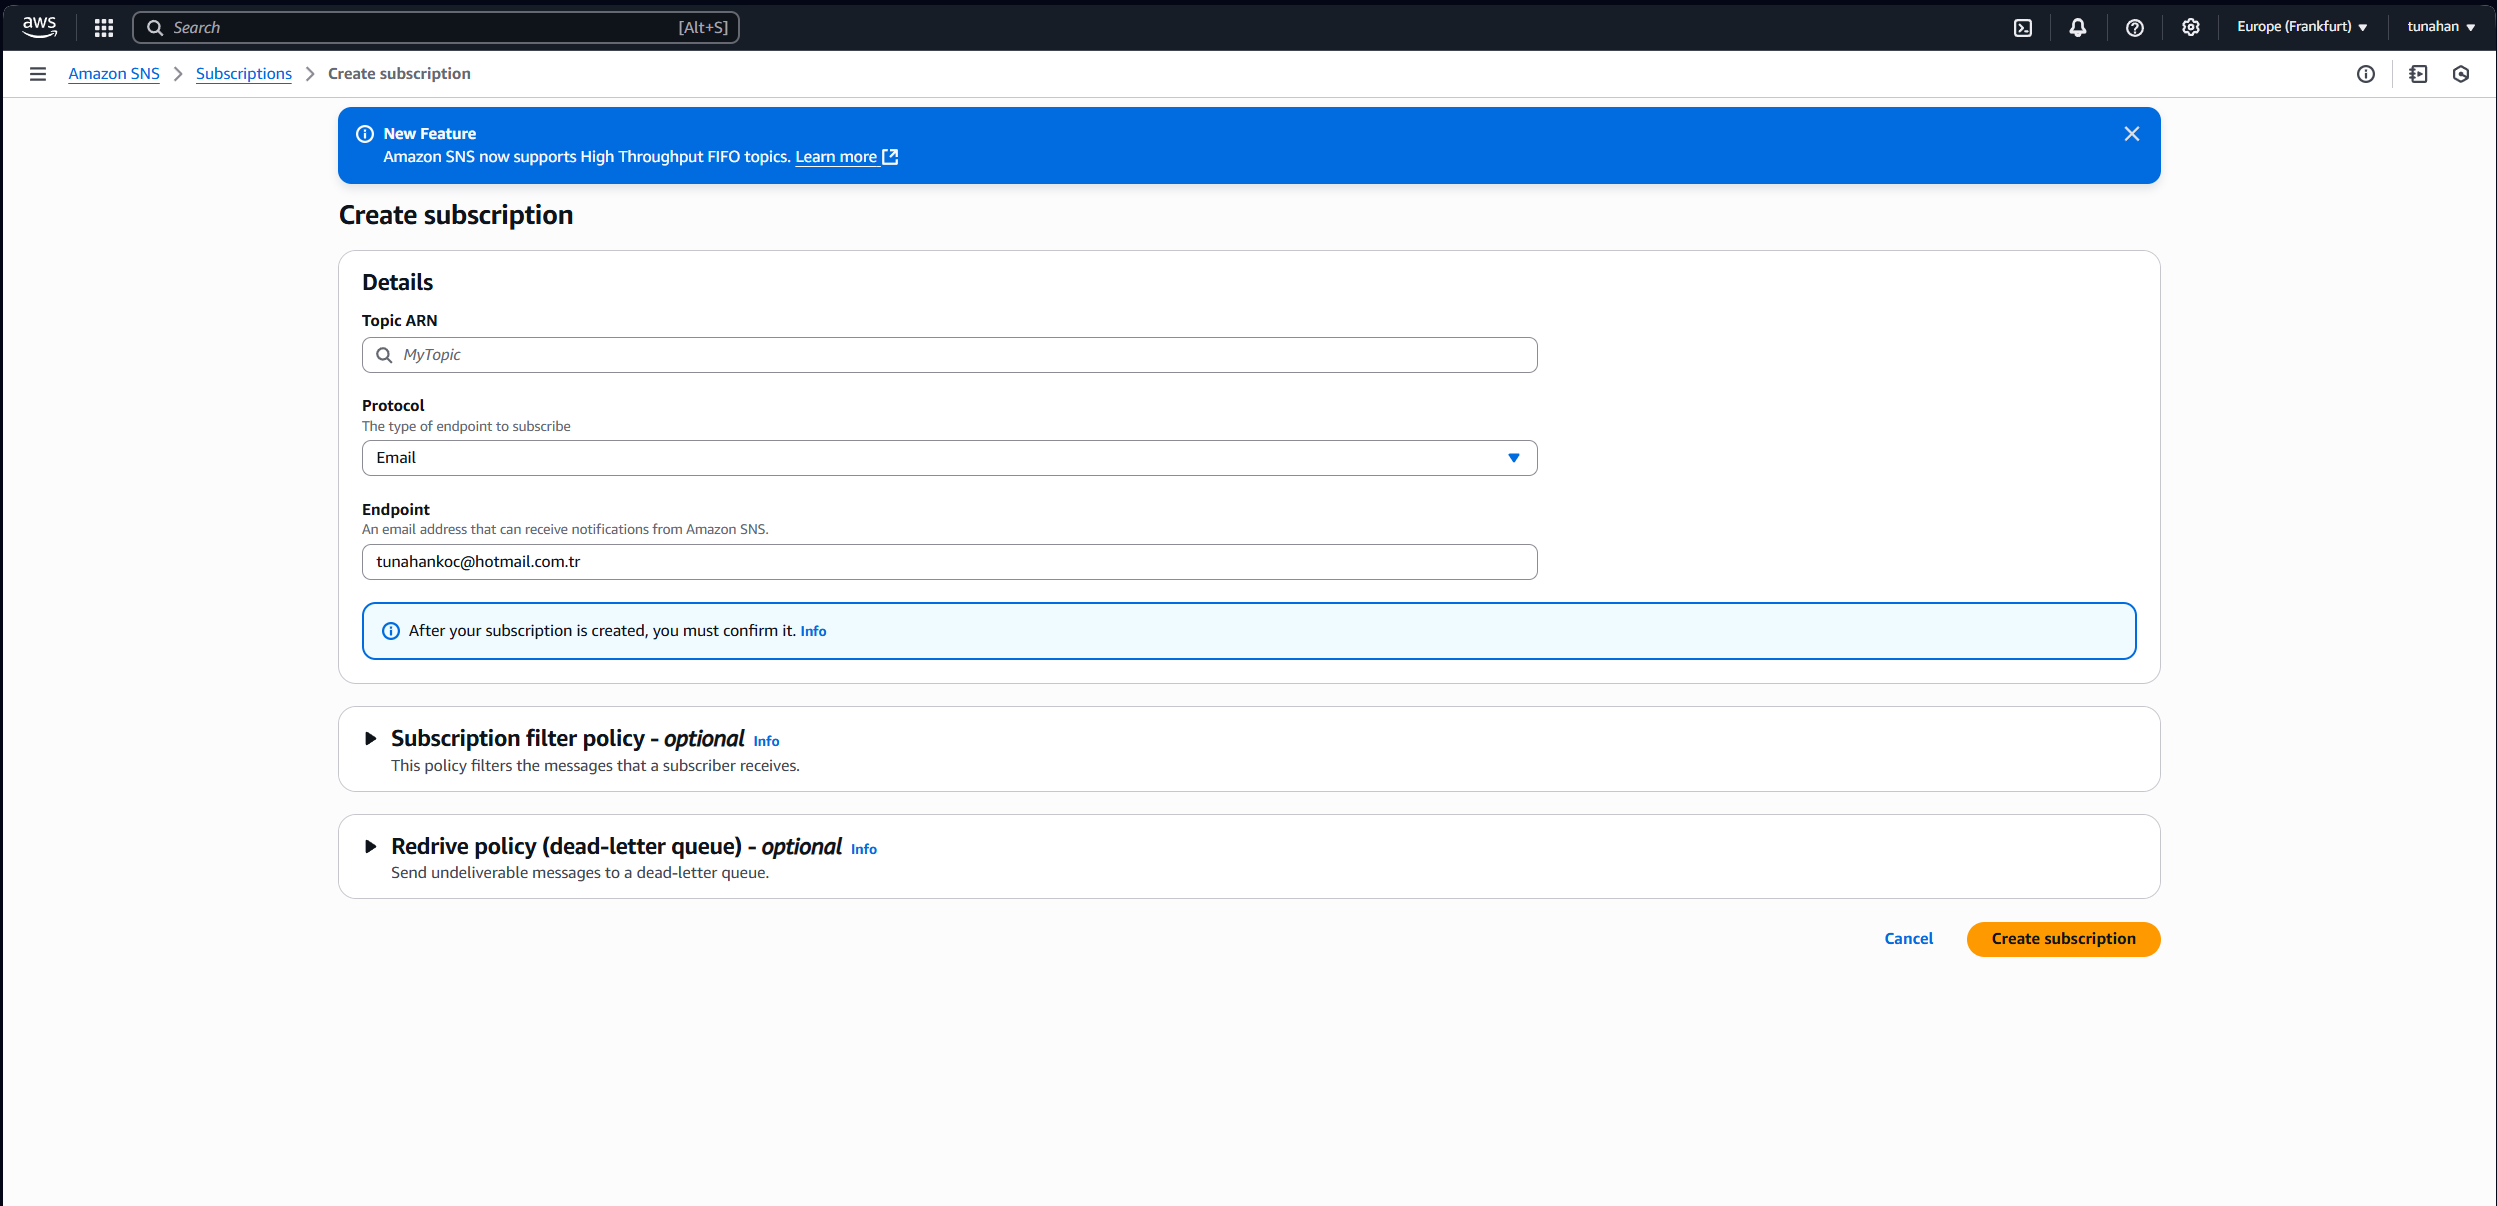 aws
Search [Alt+S] Europe (Frankfurt) tunahan
Amazon SNS Subscriptions Create subscription
New Feature
Amazon SNS now supports High Throughput FIFO topics. Learn more
Create subscription
Details
Topic ARN
MyTopic
Protocol
The type of endpoint to subscribe
Email
Endpoint
An email address that can receive notifications from Amazon SNS.
tunahankoc@hotmail.com.tr
After your subscription is created, you must confirm it. Info
Subscription filter policy - optional Info
This policy filters the messages that a subscriber receives.
Redrive policy (dead-letter queue) - optional Info
Send undeliverable messages to a dead-letter queue.
Cancel Create subscription